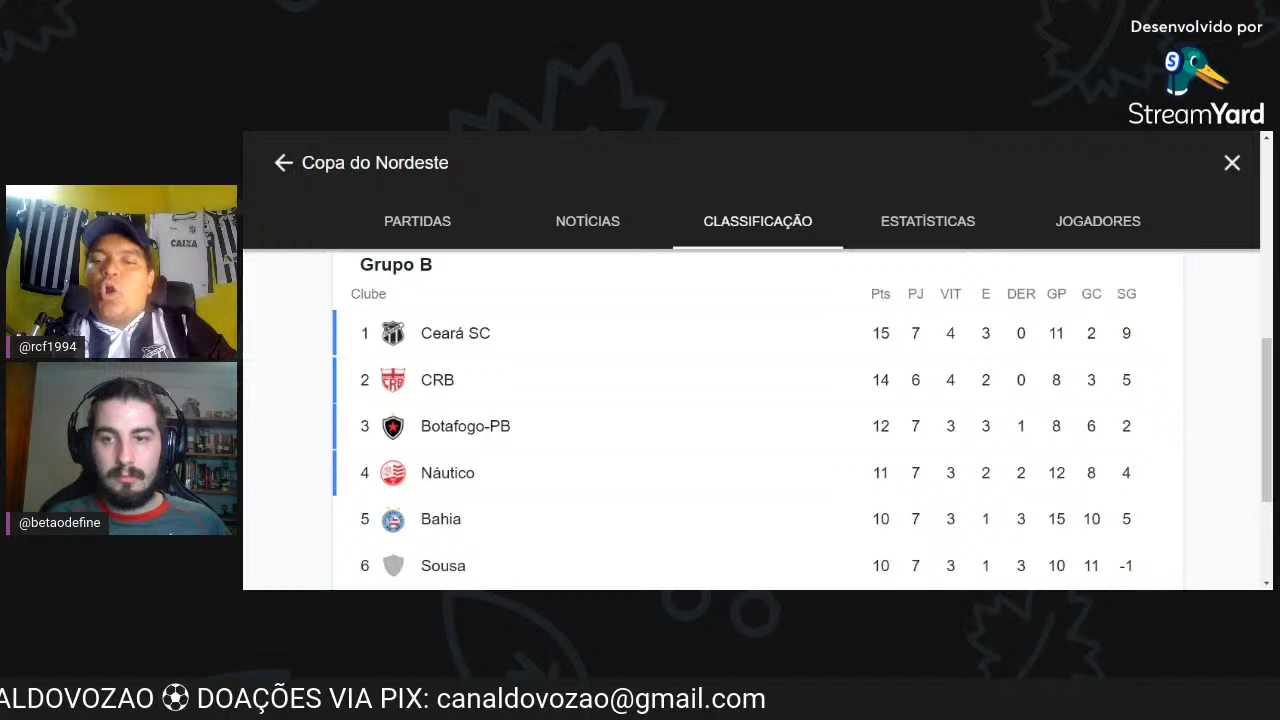 Desenvolvido por
StreamYard
Copa do Nordeste
PARTIDAS NOTÍCIAS CLASSIFICAÇÃO ESTATÍSTICAS JOGADORES
Grupo B
Clube Pts PJ VIT E DER GP GC SG
1 Ceará SC 15 7 4 3 0 11 2 9
2 CRB CRB 14 6 4 2 0 8 3 5
3 Botafogo-PB 12 7 3 3 1 8 6 2
4 Náutico 11 7 3 2 2 12 8 4
5 Bahia 10 7 3 1 3 15 10 5
6 Sousa 10 7 3 1 3 10 11 -1
CAIXA
@rcf1994
@betaodefine
ALDOVOZAO ⚽ DOAÇÕES VIA PIX: canaldovozao@gmail.com